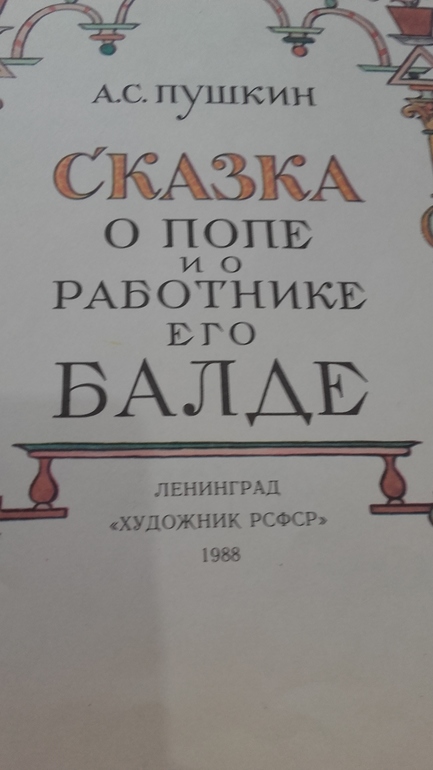 А.С. ПУШКИН
СКАЗКА
О ПОПЕ
И О
РАБОТНИКЕ
ЕГО
БАЛДЕ
ЛЕНИНГРАД
«ХУДОЖНИК РСФСР»
1988